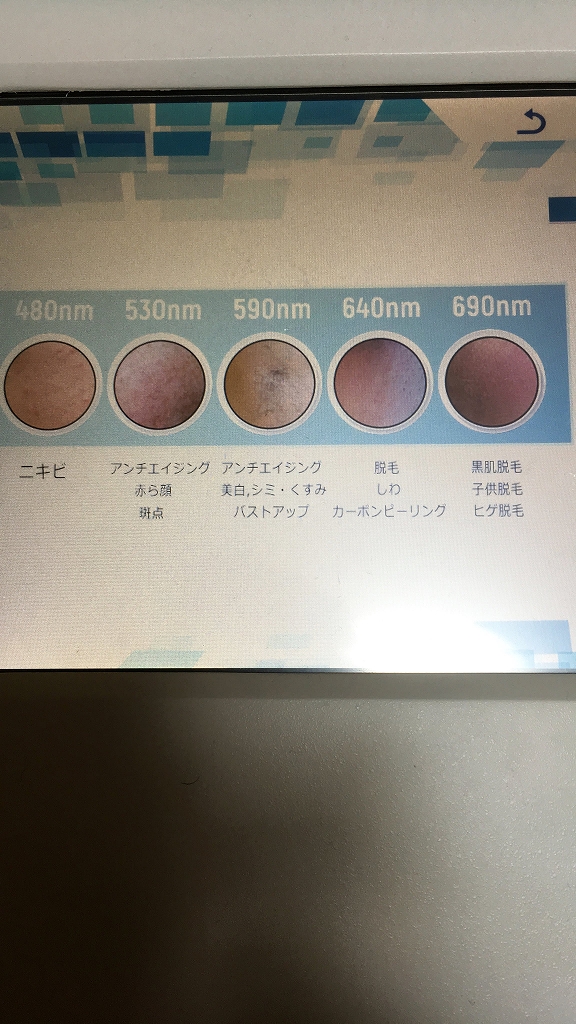 480nm 530nm 590nm 640nm 690nm
ニキビ アンチエイジング アンチエイジング 脱毛 黒肌脱毛
赤ら顔 美白,シミ・くすみ しわ 子供脱毛
斑点 バストアップ カーボンピーリング ヒゲ脱毛